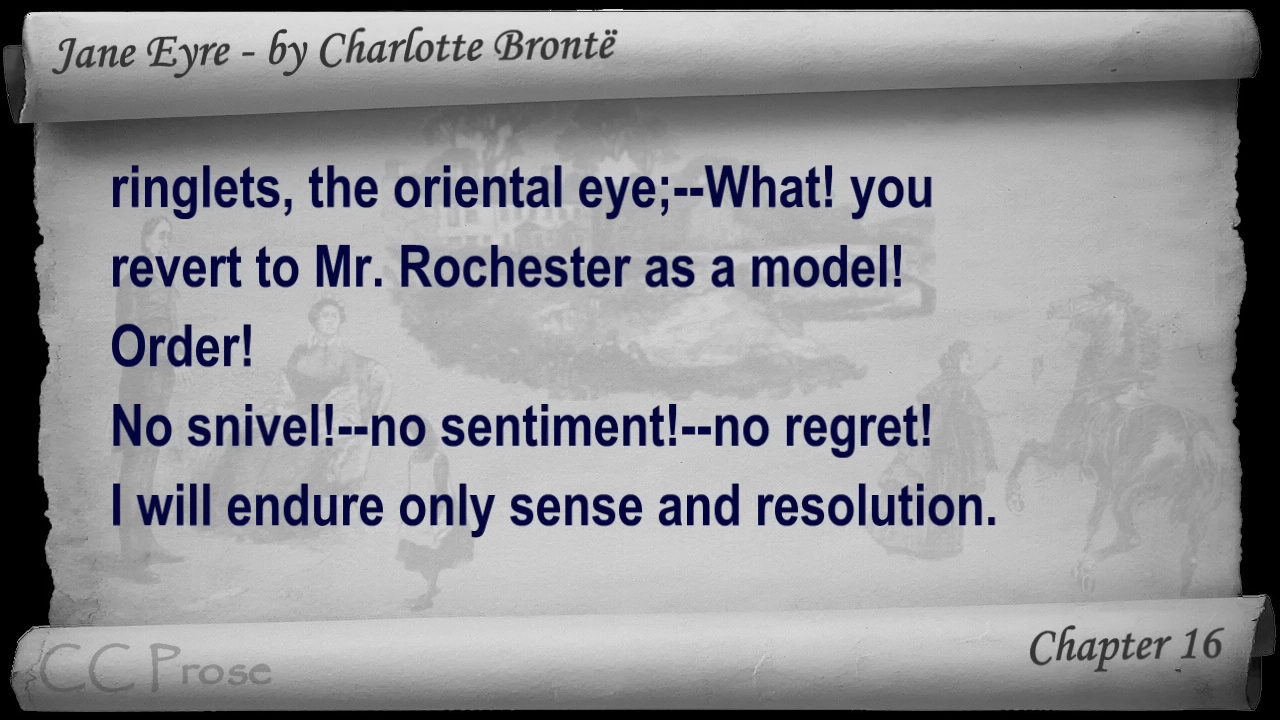 Jane Eyre - by Charlotte Brontë
ringlets, the oriental eye;--What! you
revert to Mr. Rochester as a model!
Order!
No snivel!--no sentiment!--no regret!
I will endure only sense and resolution.
Chapter 16
CC Prose